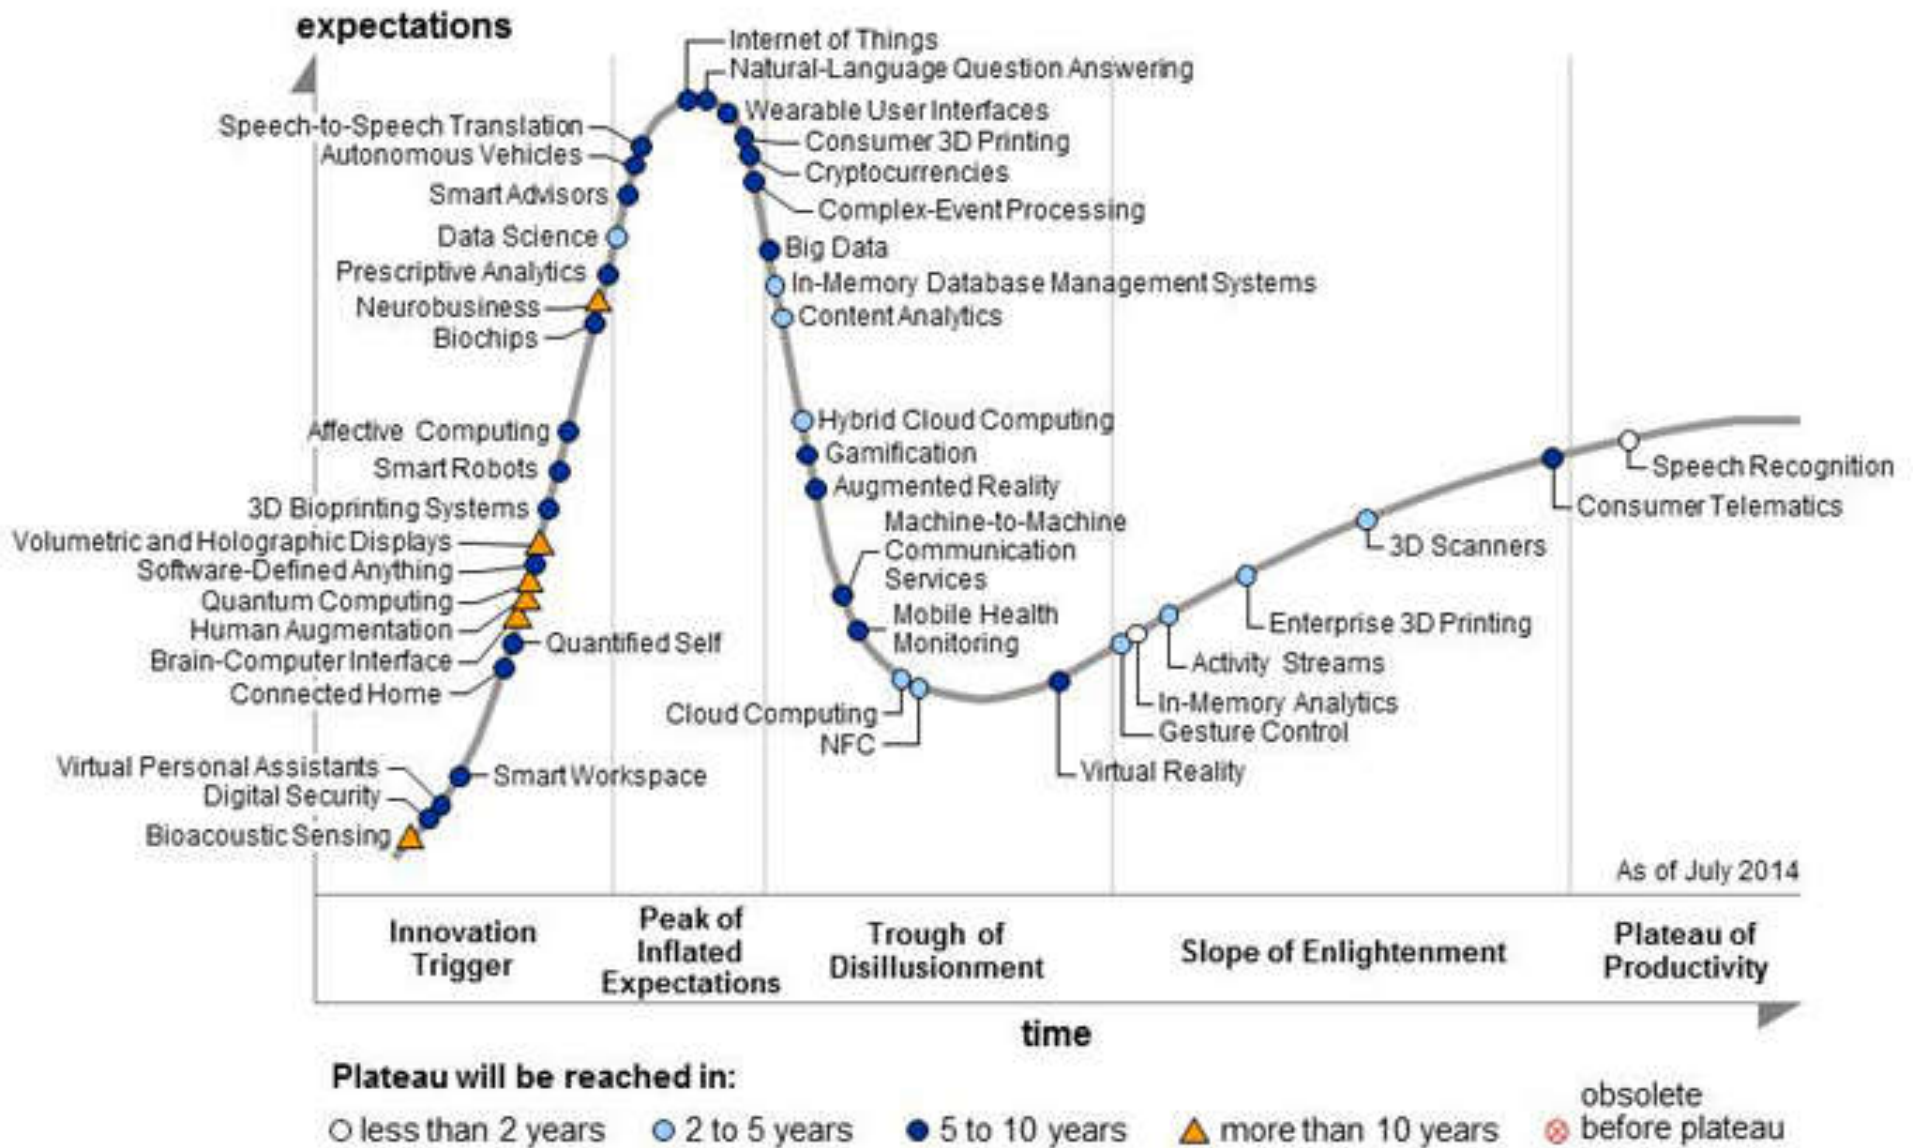 expectations
Internet of Things
Natural-Language Question Answering
Wearable User Interfaces
Speech-to-Speech Translation
Consumer 3D Printing
Autonomous Vehicles
Cryptocurrencies
Smart Advisors
Complex-Event Processing
Data Science
Big Data
Prescriptive Analytics
In-Memory Database Management Systems
Neurobusiness
Content Analytics
Biochips
Hybrid Cloud Computing
Affective Computing
Gamification
Smart Robots
Augmented Reality
3D Bioprinting Systems
Machine-to-Machine
Communication
Services
Volumetric and Holographic Displays
Software-Defined Anything
Quantum Computing
Human Augmentation
Mobile Health
Monitoring
Quantified Self
Brain-Computer Interface
Connected Home
Cloud Computing
NFC
Virtual Personal Assistants
Smart Workspace
Digital Security
Bioacoustic Sensing
Speech Recognition
Consumer Telematics
3D Scanners
Enterprise 3D Printing
Activity Streams
In-Memory Analytics
Gesture Control
Virtual Reality
As of July 2014
Innovation
Trigger
Peak of
Inflated
Expectations
Trough of
Disillusionment
Slope of Enlightenment
Plateau of
Productivity
time
Plateau will be reached in:
less than 2 years
2 to 5 years
5 to 10 years
more than 10 years
obsolete
before plateau